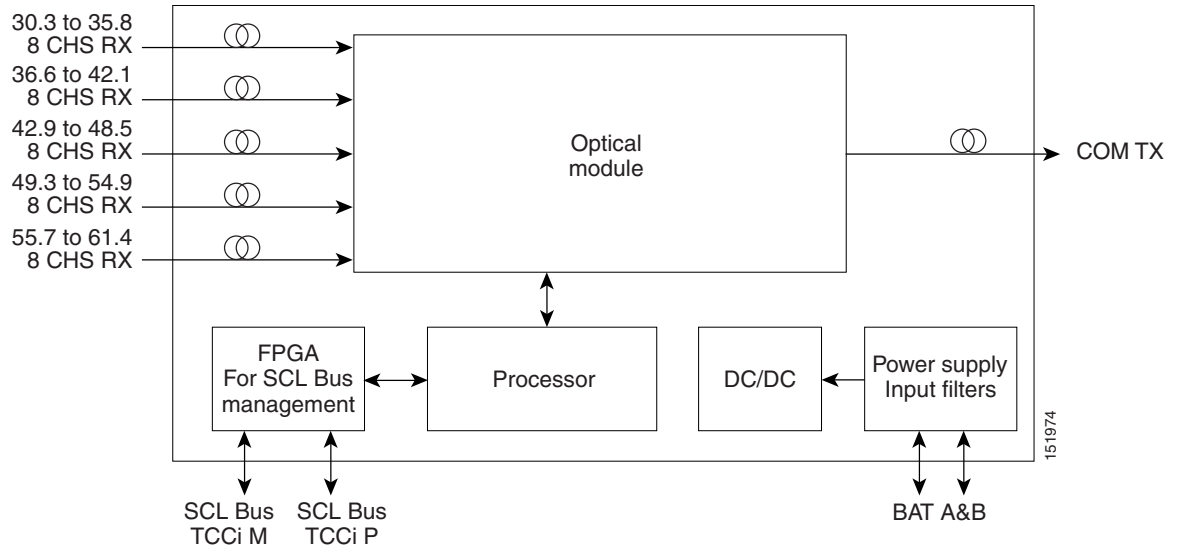 30.3 to 35.8
8 CHS RX
36.6 to 42.1
8 CHS RX
42.9 to 48.5
8 CHS RX
49.3 to 54.9
8 CHS RX
55.7 to 61.4
8 CHS RX
Optical
module
COM TX
FPGA
For SCL Bus
management
Processor
DC/DC
Power supply
Input filters
SCL Bus
TCCi M
SCL Bus
TCCi P
BAT A&B
151974